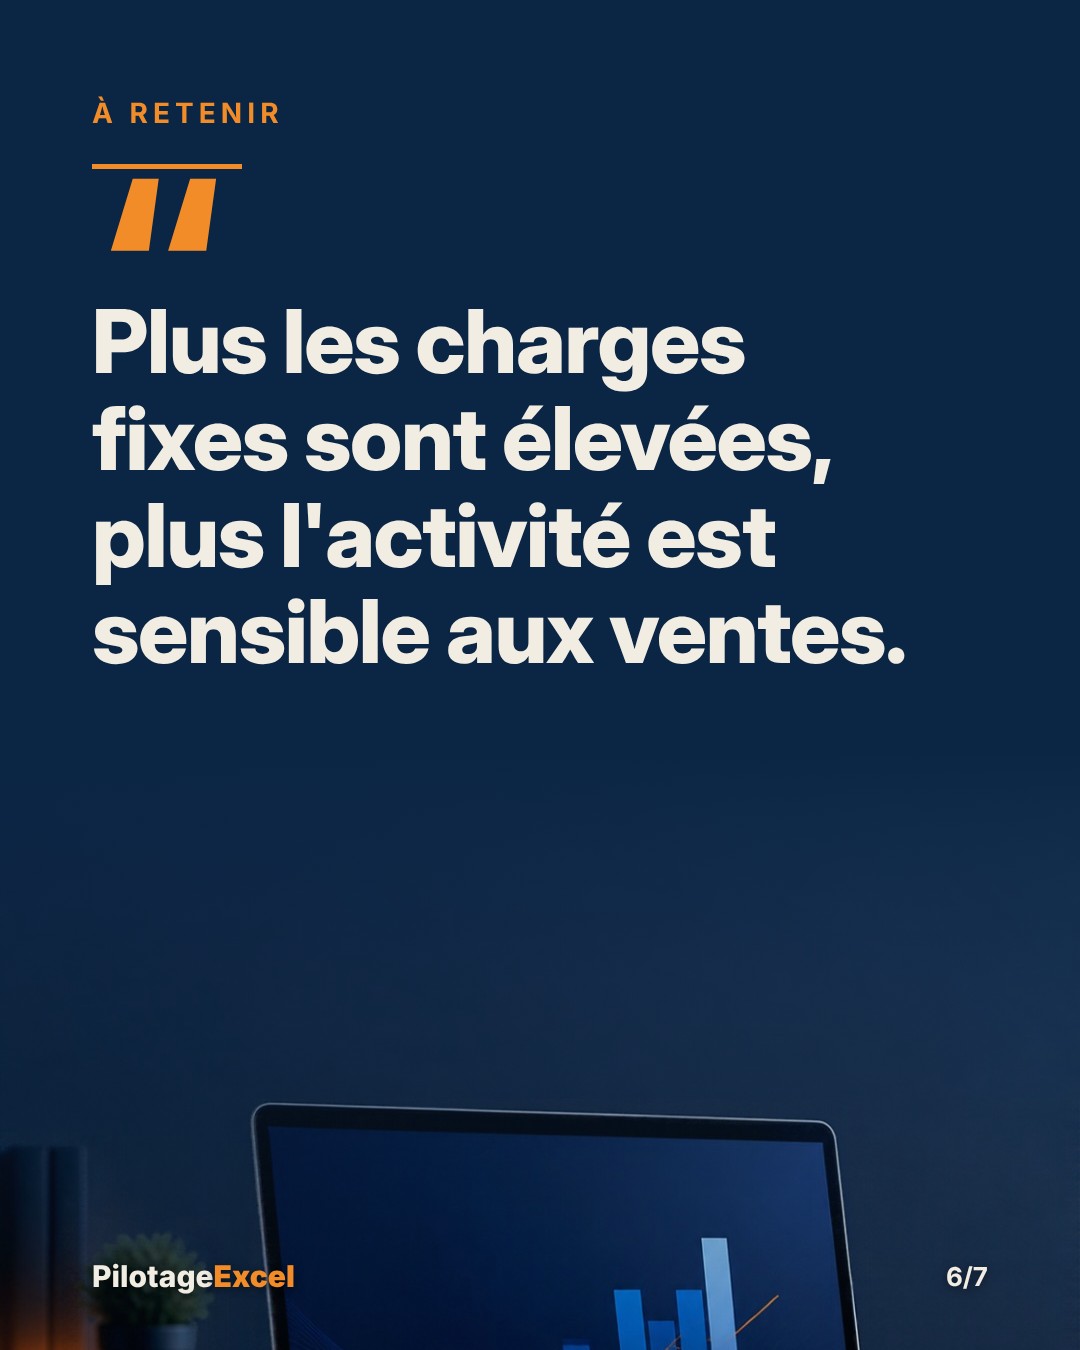 À RETENIR
"
Plus les charges
fixes sont élevées,
plus l'activité est
sensible aux ventes.
PilotageExcel
6/7